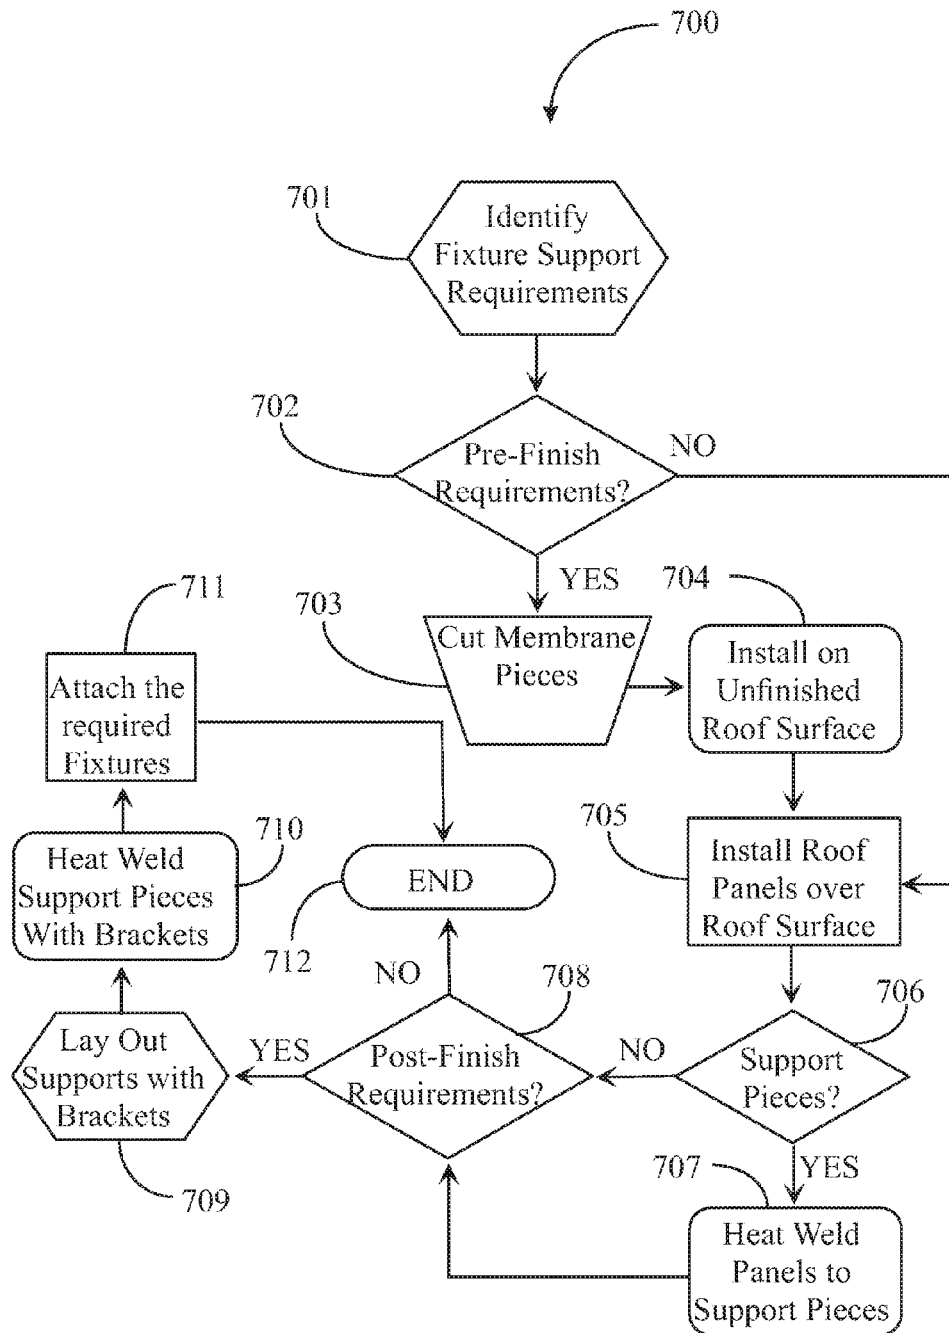 700
701
Identify
Fixture Support
Requirements
702
Pre-Finish
Requirements?
NO
YES
703
Cut Membrane
Pieces
704
Install on
Unfinished
Roof Surface
711
Attach the
required
Fixtures
705
Install Roof
Panels over
Roof Surface
710
Heat Weld
Support Pieces
With Brackets
END
712
NO
708
Post-Finish
Requirements?
YES
NO
706
Support
Pieces?
Lay Out
Supports with
Brackets
709
YES
707
Heat Weld
Panels to
Support Pieces